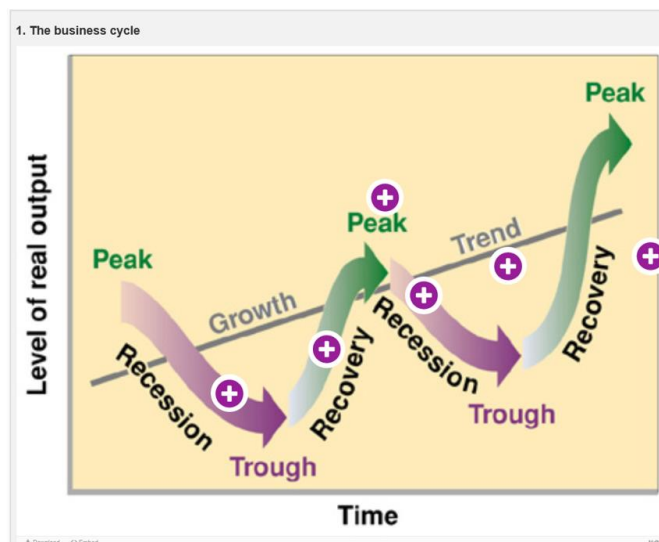 1. The business cycle
Peak
Peak
Peak
Growth
Trend
Recession
Recovery
Recession
Recovery
Trough
Trough
Level of real output
Time